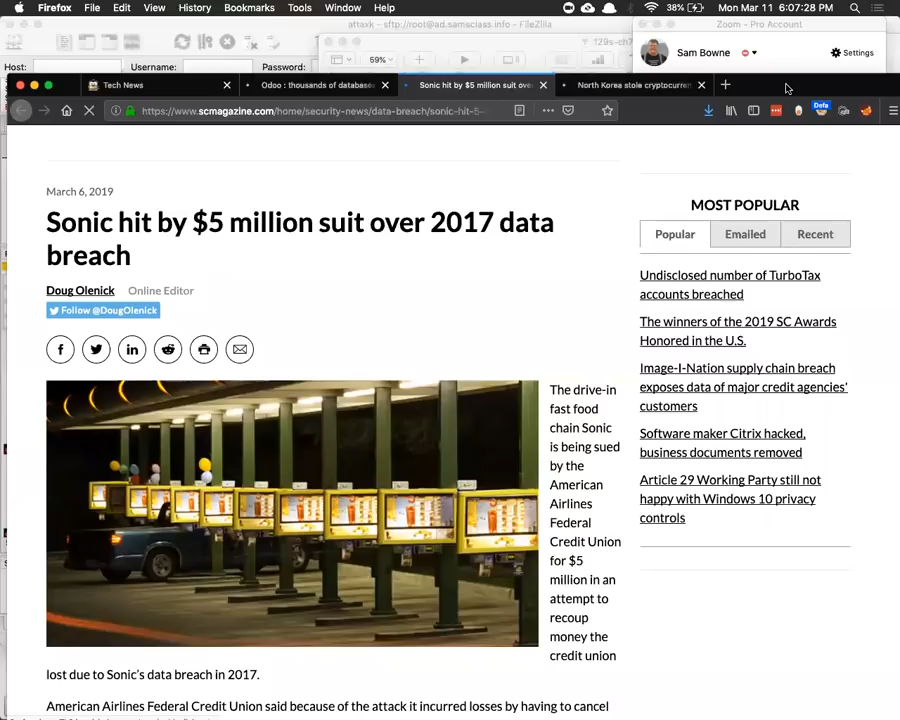 Firefox File Edit View History Bookmarks Tools Window Help 38% Mon Mar 11 6:07:28 PM
attaxk - sftp://root@ad.samsclass.info - FileZilla
Zoom - Pro Account
Host: Username: Password:
59%
Sam Bowne Settings
Tech News Odoo : thousands of database Sonic hit by $5 million suit over North Korea stole cryptocurren
https://www.scmagazine.com/home/security-news/data-breach/sonic-hit-5-
March 6, 2019
Sonic hit by $5 million suit over 2017 data
breach
Doug Olenick Online Editor
Follow @DougOlenick
The drive-in
fast food
chain Sonic
is being sued
by the
American
Airlines
Federal
Credit Union
for $5
million in an
attempt to
recoup
money the
credit union
lost due to Sonic's data breach in 2017.
American Airlines Federal Credit Union said because of the attack it incurred losses by having to cancel
MOST POPULAR
Popular Emailed Recent
Undisclosed number of TurboTax
accounts breached
The winners of the 2019 SC Awards
Honored in the U.S.
Image-I-Nation supply chain breach
exposes data of major credit agencies'
customers
Software maker Citrix hacked,
business documents removed
Article 29 Working Party still not
happy with Windows 10 privacy
controls